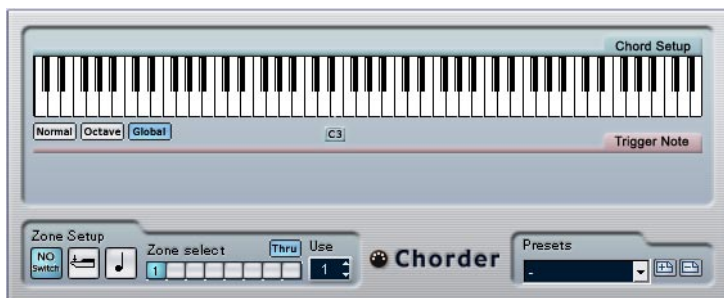 Chord Setup
Normal Octave Global C3
Trigger Note
Zone Setup
NO
Switch
Zone select Thru
1
Use
1
Chorder
Presets
-